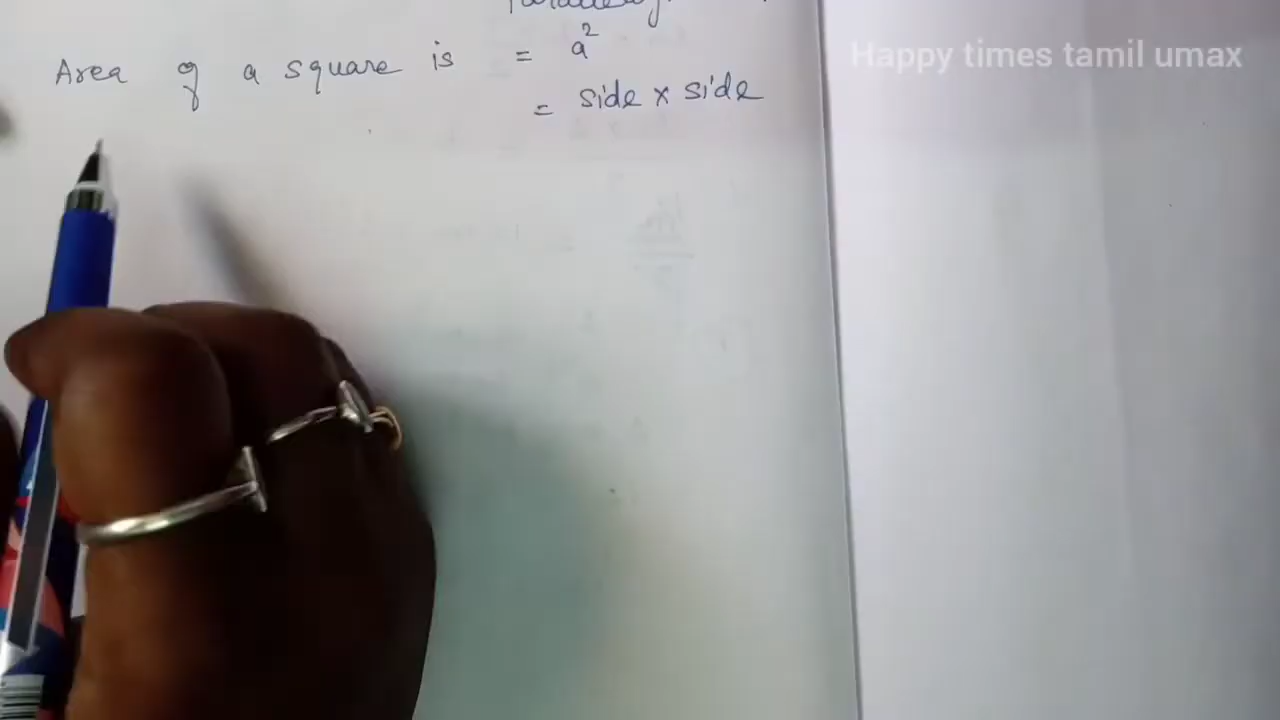 Happy times tamil umax
Area of a square is = a²
= side × side